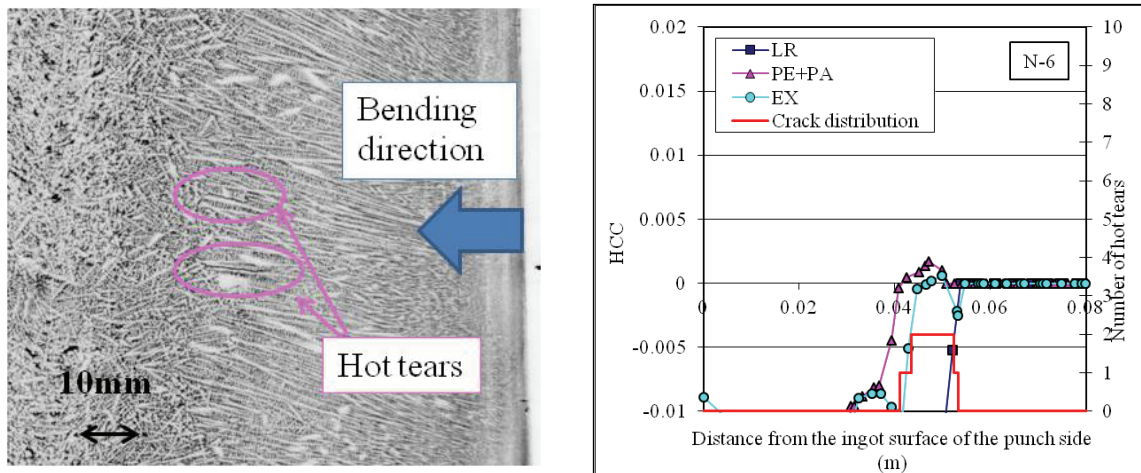 Bending
direction
Hot tears
10mm
0.02
0.015
0.01
0.005
0
-0.005
-0.01
HCC
LR
PE+PA
EX
Crack distribution
N-6
10
9
8
7
6
5
4
3
2
1
0
Number of hot tears
0
0.02
0.04
0.06
0.08
Distance from the ingot surface of the punch side
(m)